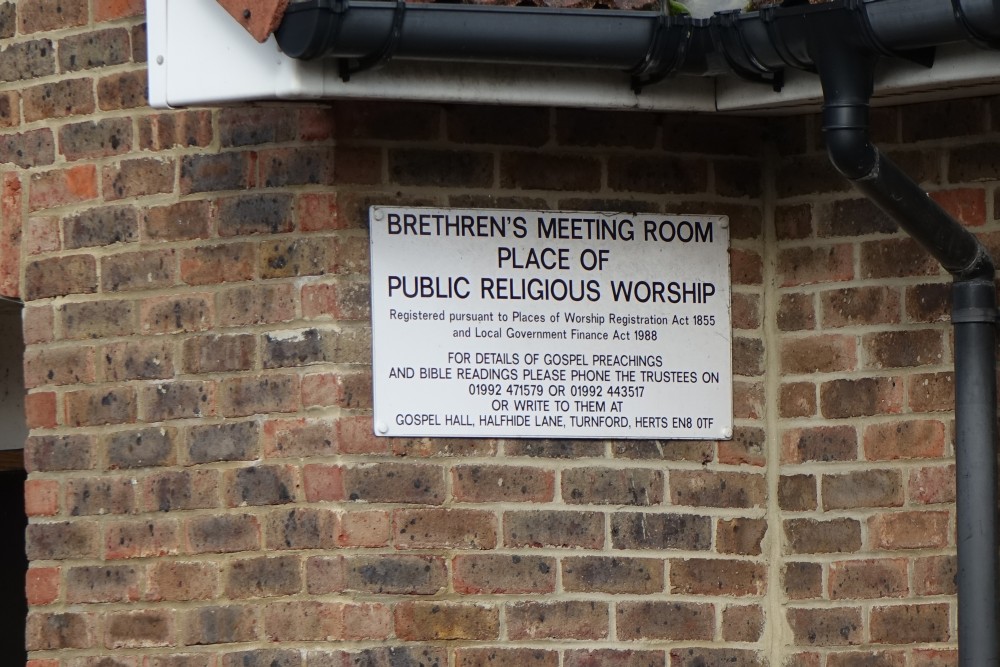 BRETHREN'S MEETING ROOM
PLACE OF
PUBLIC RELIGIOUS WORSHIP
Registered pursuant to Places of Worship Registration Act 1855
and Local Government Finance Act 1988
FOR DETAILS OF GOSPEL PREACHINGS
AND BIBLE READINGS PLEASE PHONE THE TRUSTEES ON
01992 471579 OR 01992 443517
OR WRITE TO THEM AT
GOSPEL HALL, HALFHIDE LANE, TURNFORD, HERTS EN8 0TF